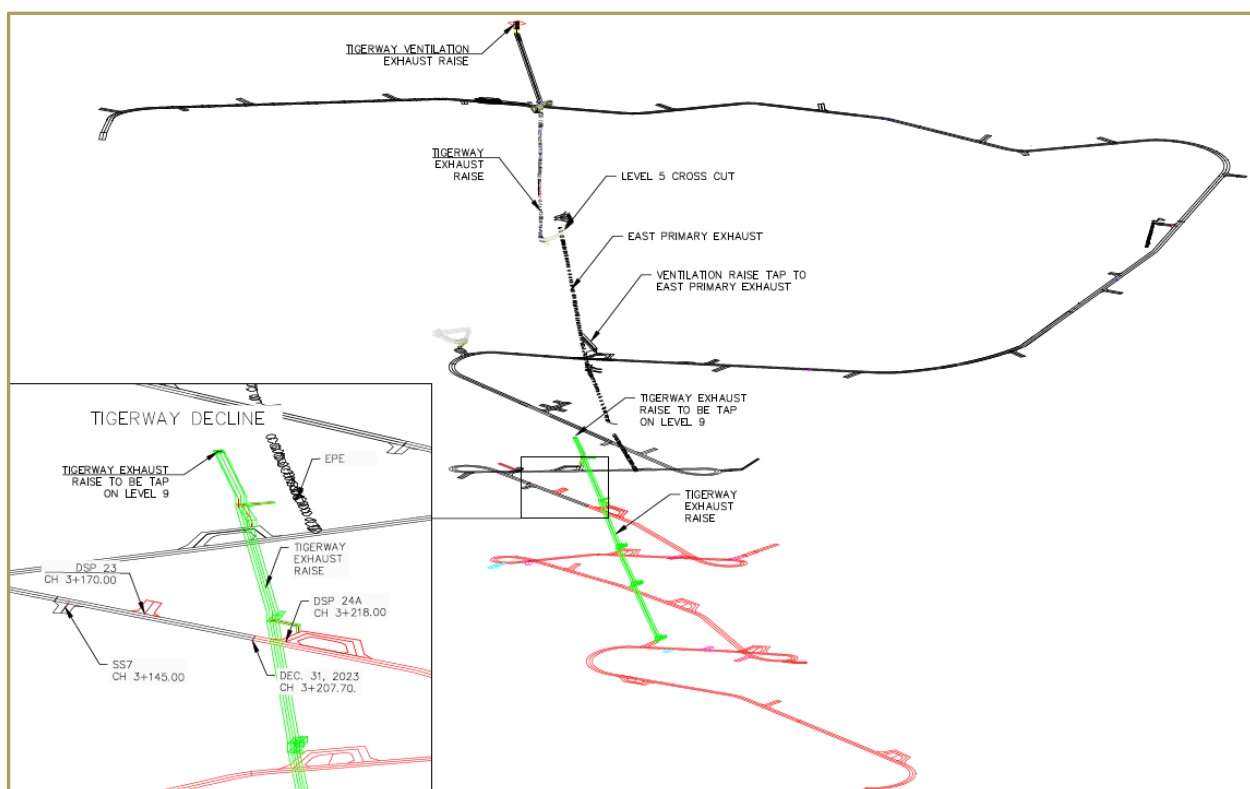 TIGERWAY VENTILATION
EXHAUST RAISE
TIGERWAY
EXHAUST
RAISE
LEVEL 5 CROSS CUT
EAST PRIMARY EXHAUST
VENTILATION RAISE TAP TO
EAST PRIMARY EXHAUST
TIGERWAY EXHAUST
RAISE TO BE TAP
ON LEVEL 9
TIGERWAY
EXHAUST
RAISE
TIGERWAY DECLINE
TIGERWAY EXHAUST
RAISE TO BE TAP
ON LEVEL 9
EPE
TIGERWAY
EXHAUST
RAISE
DSP 23
CH 3+170.00
DSP 24A
CH 3+218.00
SS7
CH 3+145.00
DEC. 31, 2023
CH 3+207.70.